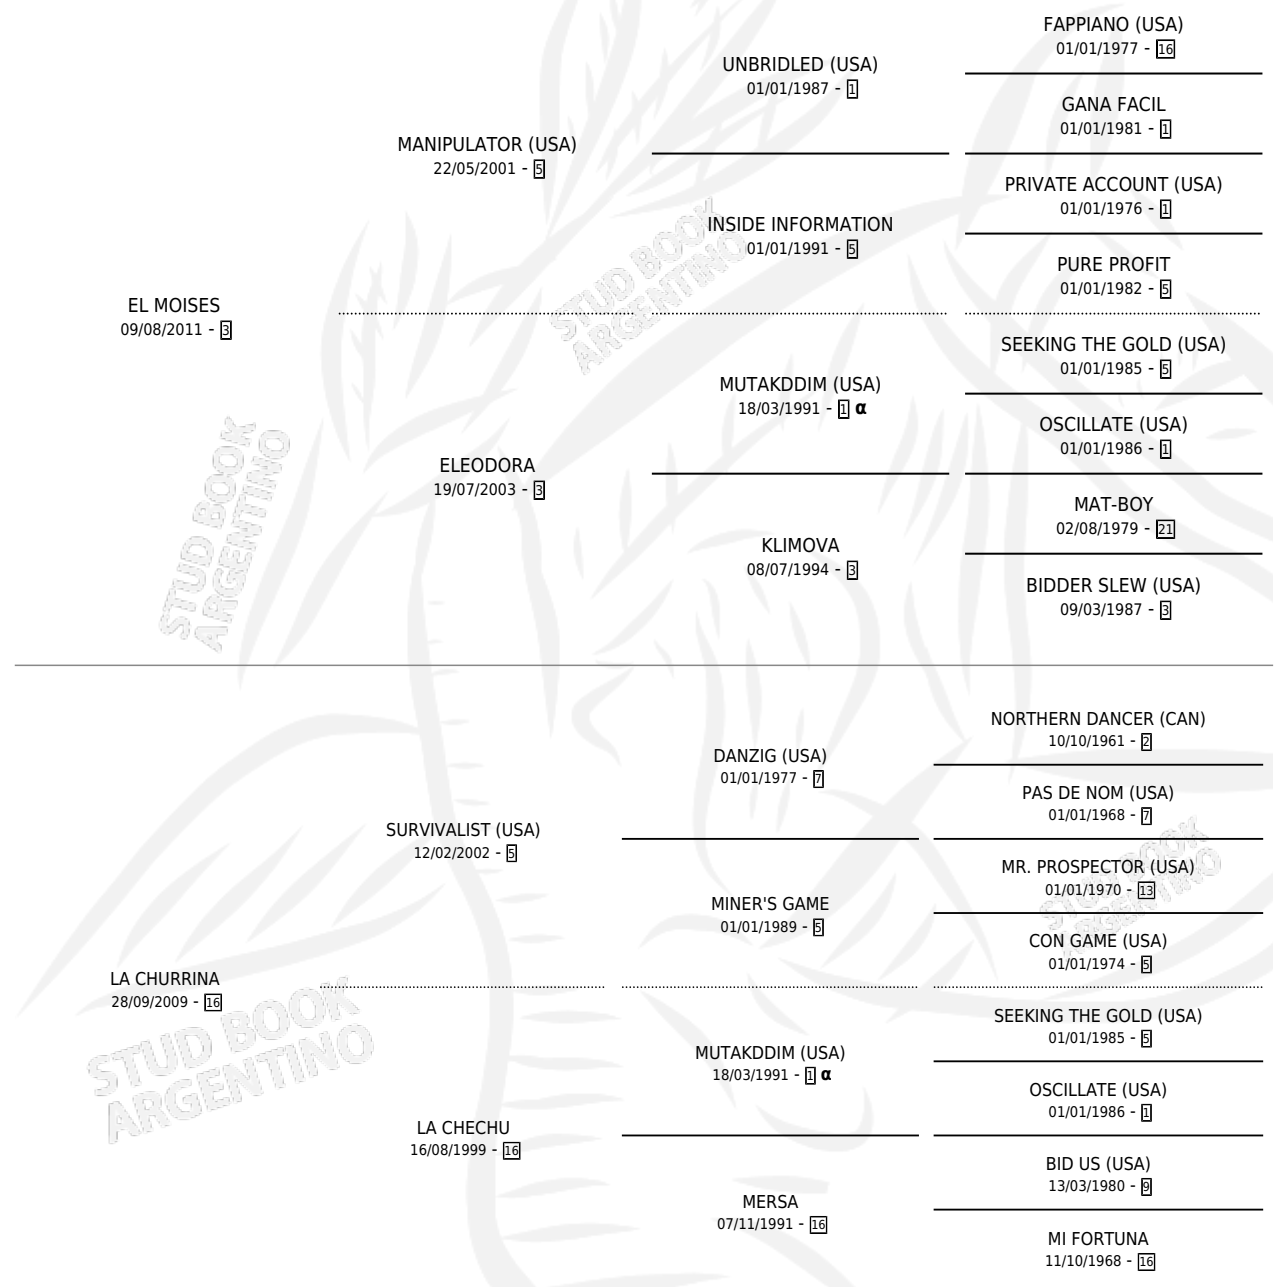 FAPPIANO (USA)
01/01/1977 - 16
UNBRIDLED (USA)
01/01/1987 - 1
GANA FACIL
01/01/1981 - 1
MANIPULATOR (USA)
22/05/2001 - 5
PRIVATE ACCOUNT (USA)
01/01/1976 - 1
INSIDE INFORMATION
01/01/1991 - 5
PURE PROFIT
01/01/1982 - 5
STUD BOOK
ARGENTINO
EL MOISES
09/08/2011 - 3
SEEKING THE GOLD (USA)
01/01/1985 - 5
MUTAKDDIM (USA)
18/03/1991 - 1 α
OSCILLATE (USA)
01/01/1986 - 1
ELEODORA
19/07/2003 - 3
MAT-BOY
02/08/1979 - 21
KLIMOVA
08/07/1994 - 3
BIDDER SLEW (USA)
09/03/1987 - 3
STUD BOOK
ARGENTINO
NORTHERN DANCER (CAN)
10/10/1961 - 2
DANZIG (USA)
01/01/1977 - 7
PAS DE NOM (USA)
01/01/1968 - 7
SURVIVALIST (USA)
12/02/2002 - 5
MR. PROSPECTOR (USA)
01/01/1970 - 13
MINER'S GAME
01/01/1989 - 5
CON GAME (USA)
01/01/1974 - 5
STUD BOOK
ARGENTINO
LA CHURRINA
28/09/2009 - 16
SEEKING THE GOLD (USA)
01/01/1985 - 5
MUTAKDDIM (USA)
18/03/1991 - 1 α
OSCILLATE (USA)
01/01/1986 - 1
LA CHECHU
16/08/1999 - 16
BID US (USA)
13/03/1980 - 9
MERSA
07/11/1991 - 16
MI FORTUNA
11/10/1968 - 16
STUD BOOK
ARGENTINO